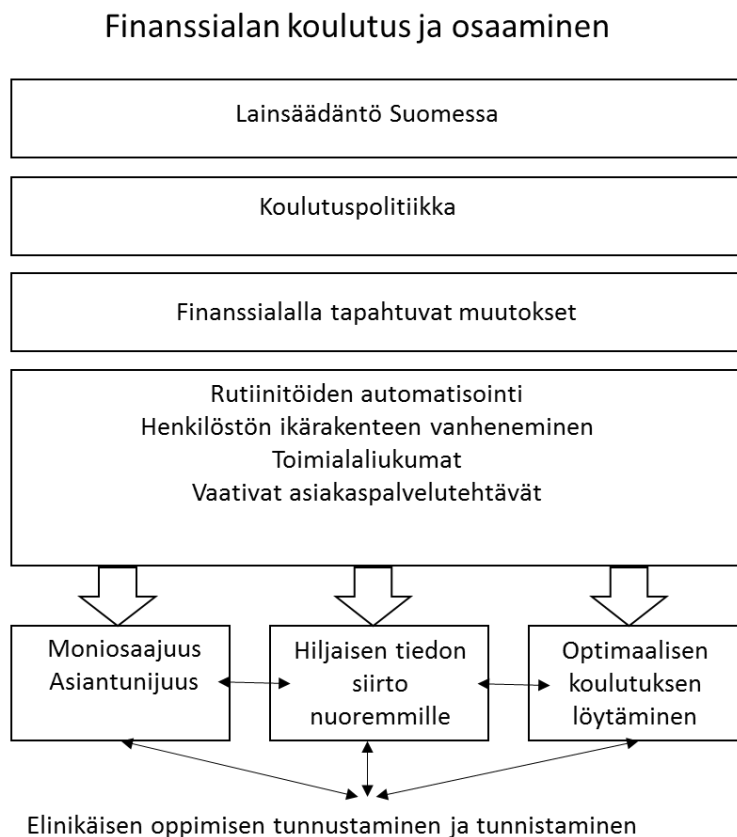 Finanssialan koulutus ja osaaminen
Lainsäädäntö Suomessa
Koulutuspolitiikka
Finanssialalla tapahtuvat muutokset
Rutiinitöiden automatisointi
Henkilöstön ikärakenteen vanheneminen
Toimialaliukumat
Vaativat asiakaspalvelutehtävät
Moniosaajuus
Asiantunijuus
Hiljaisen tiedon
siirto
nuoremmille
Optimaalisen
koulutuksen
löytäminen
Elinikäisen oppimisen tunnustaminen ja tunnistaminen